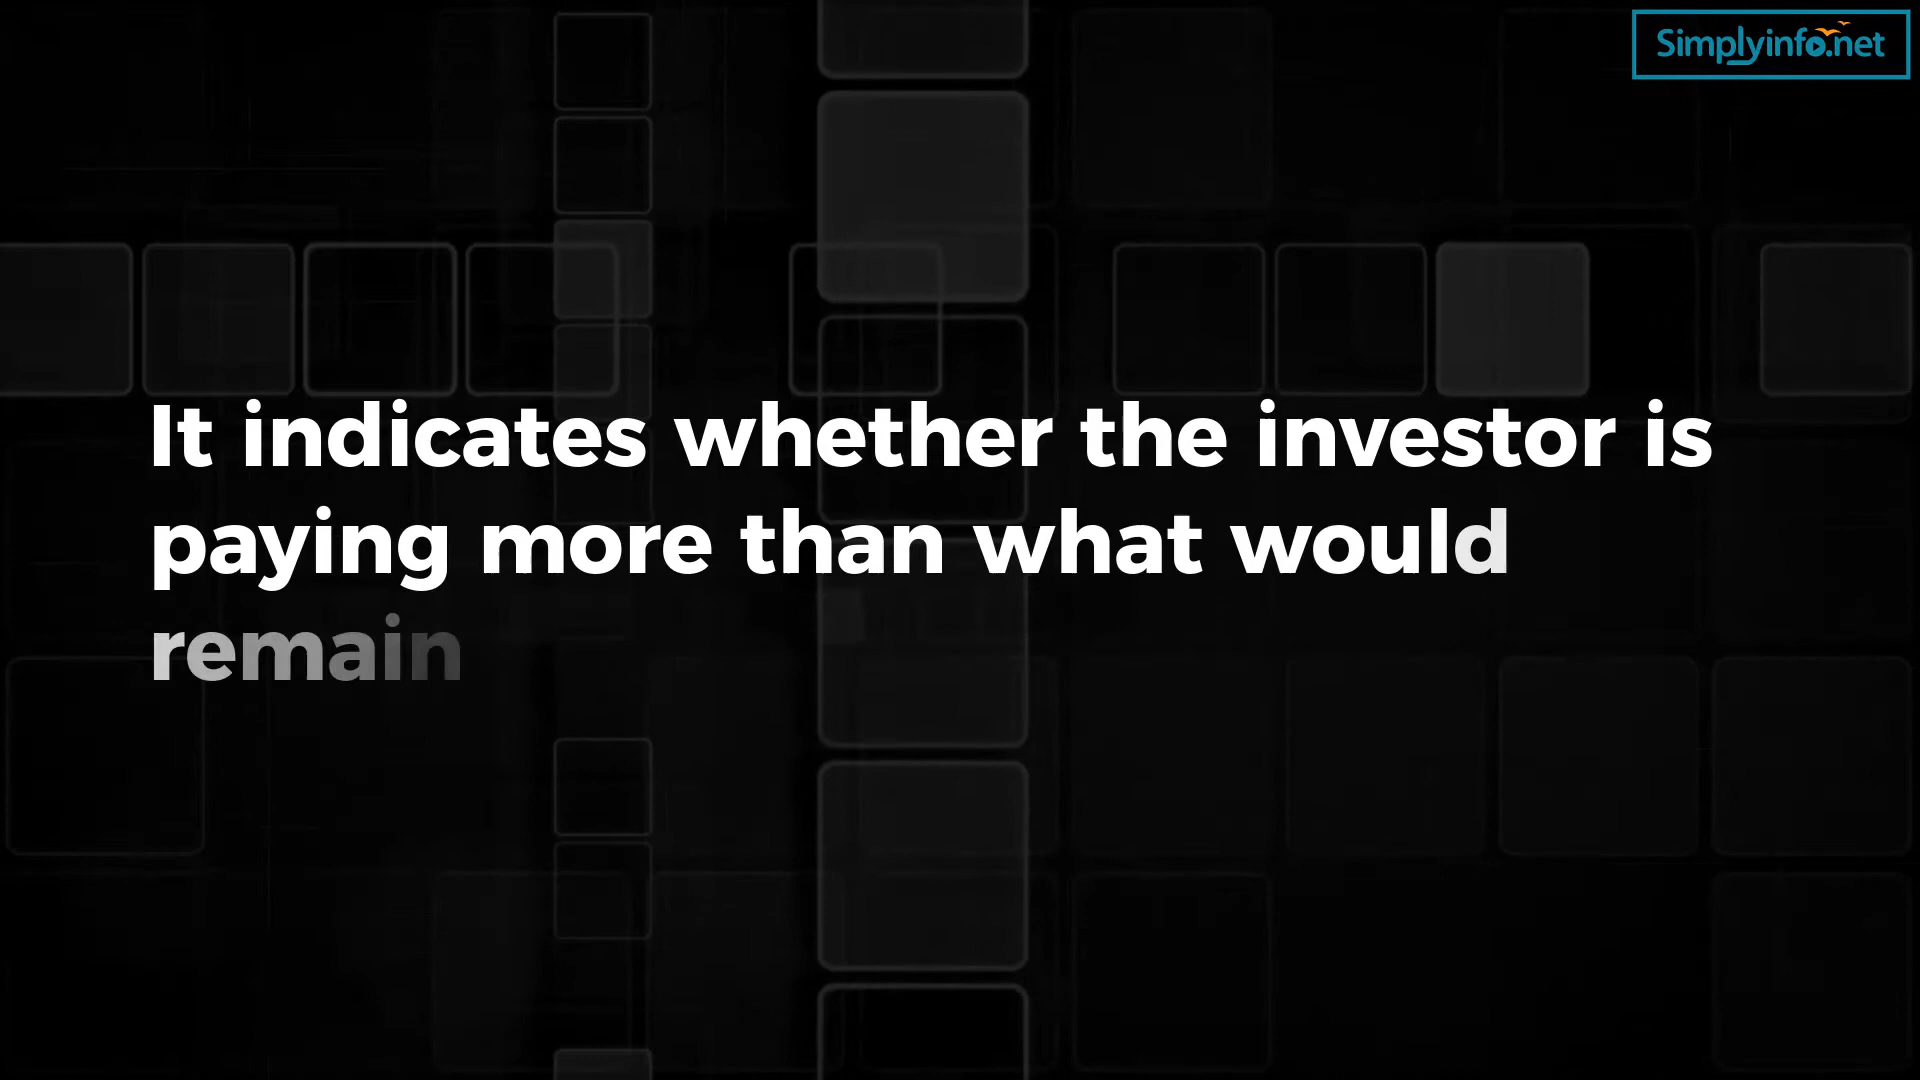 Simplyinfo.net
It indicates whether the investor is
paying more than what would
remain